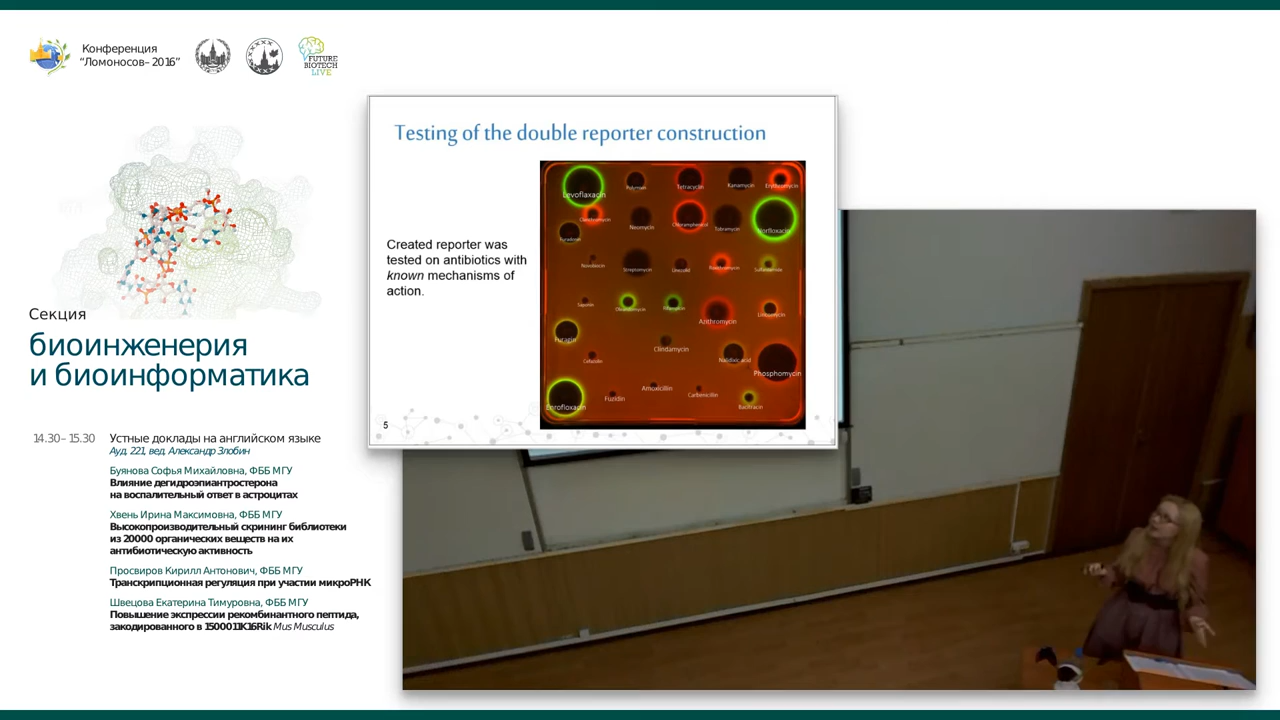 Конференция
“Ломоносов– 2016”
FUTURE
BIOTECH
LIVE
Секция
биоинженерия
и биоинформатика
14.30– 15.30 Устные доклады на английском языке
Ауд. 221, вед. Александр Злобин
Буянова Софья Михайловна, ФББ МГУ
Влияние дегидроэпиантростерона
на воспалительный ответ в астроцитах
Хвень Ирина Максимовна, ФББ МГУ
Высокопроизводительный скрининг библиотеки
из 20000 органических веществ на их
антибиотическую активность
Просвиров Кирилл Антонович, ФББ МГУ
Транскрипционная регуляция при участии микроРНК
Швецова Екатерина Тимуровна, ФББ МГУ
Повышение экспрессии рекомбинантного пептида,
закодированного в 1500011K16Rik Mus Musculus
Testing of the double reporter construction
Created reporter was
tested on antibiotics with
known mechanisms of
action.
Levoflaxacin Tetracyclin Kanamycin Erythromycin
Neomycin Chloramphenicol Tobramycin Norfloxacin
Streptomycin
Azithromycin
Furagin Clindamycin Nalidixic acid
Phosphomycin
Enrofloxacin Fuzidin Amoxicillin Carbenicillin Bacitracin
5